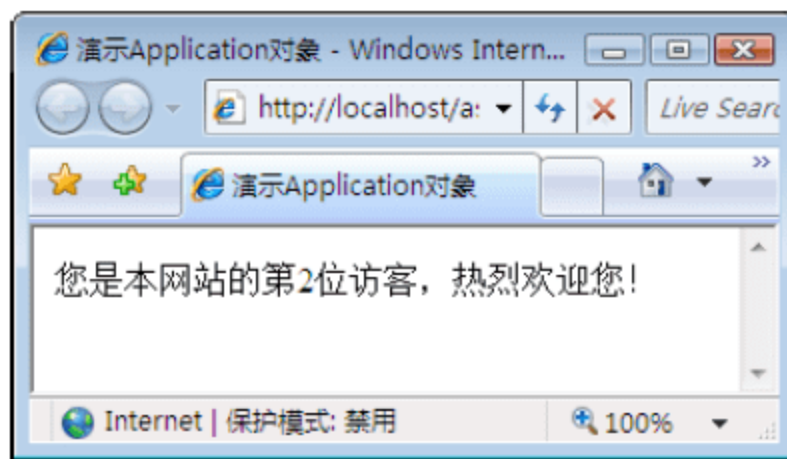 演示Application对象 - Windows Intern...
http://localhost/a
Live Sear
演示Application对象
您是本网站的第2位访客，热烈欢迎您！
Internet | 保护模式: 禁用
100%